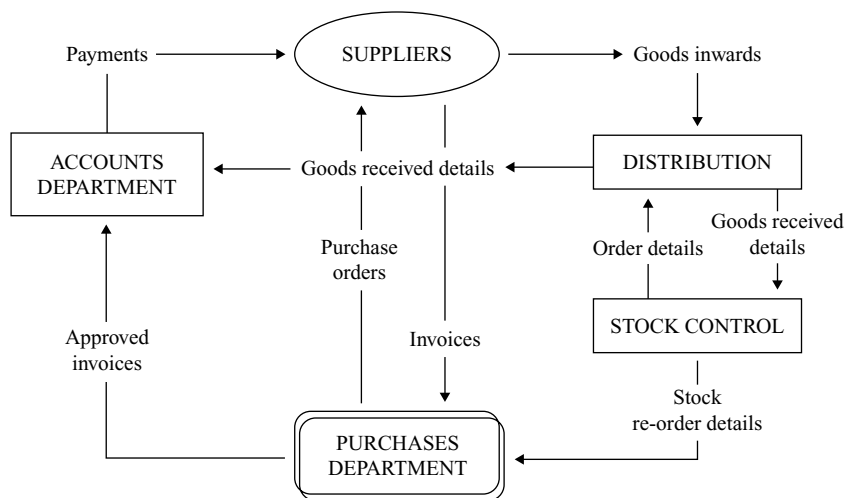 Payments
SUPPLIERS
Goods inwards
ACCOUNTS
DEPARTMENT
Goods received details
DISTRIBUTION
Purchase
orders
Order details
Goods received
details
Approved
invoices
Invoices
STOCK CONTROL
Stock
re-order details
PURCHASES
DEPARTMENT